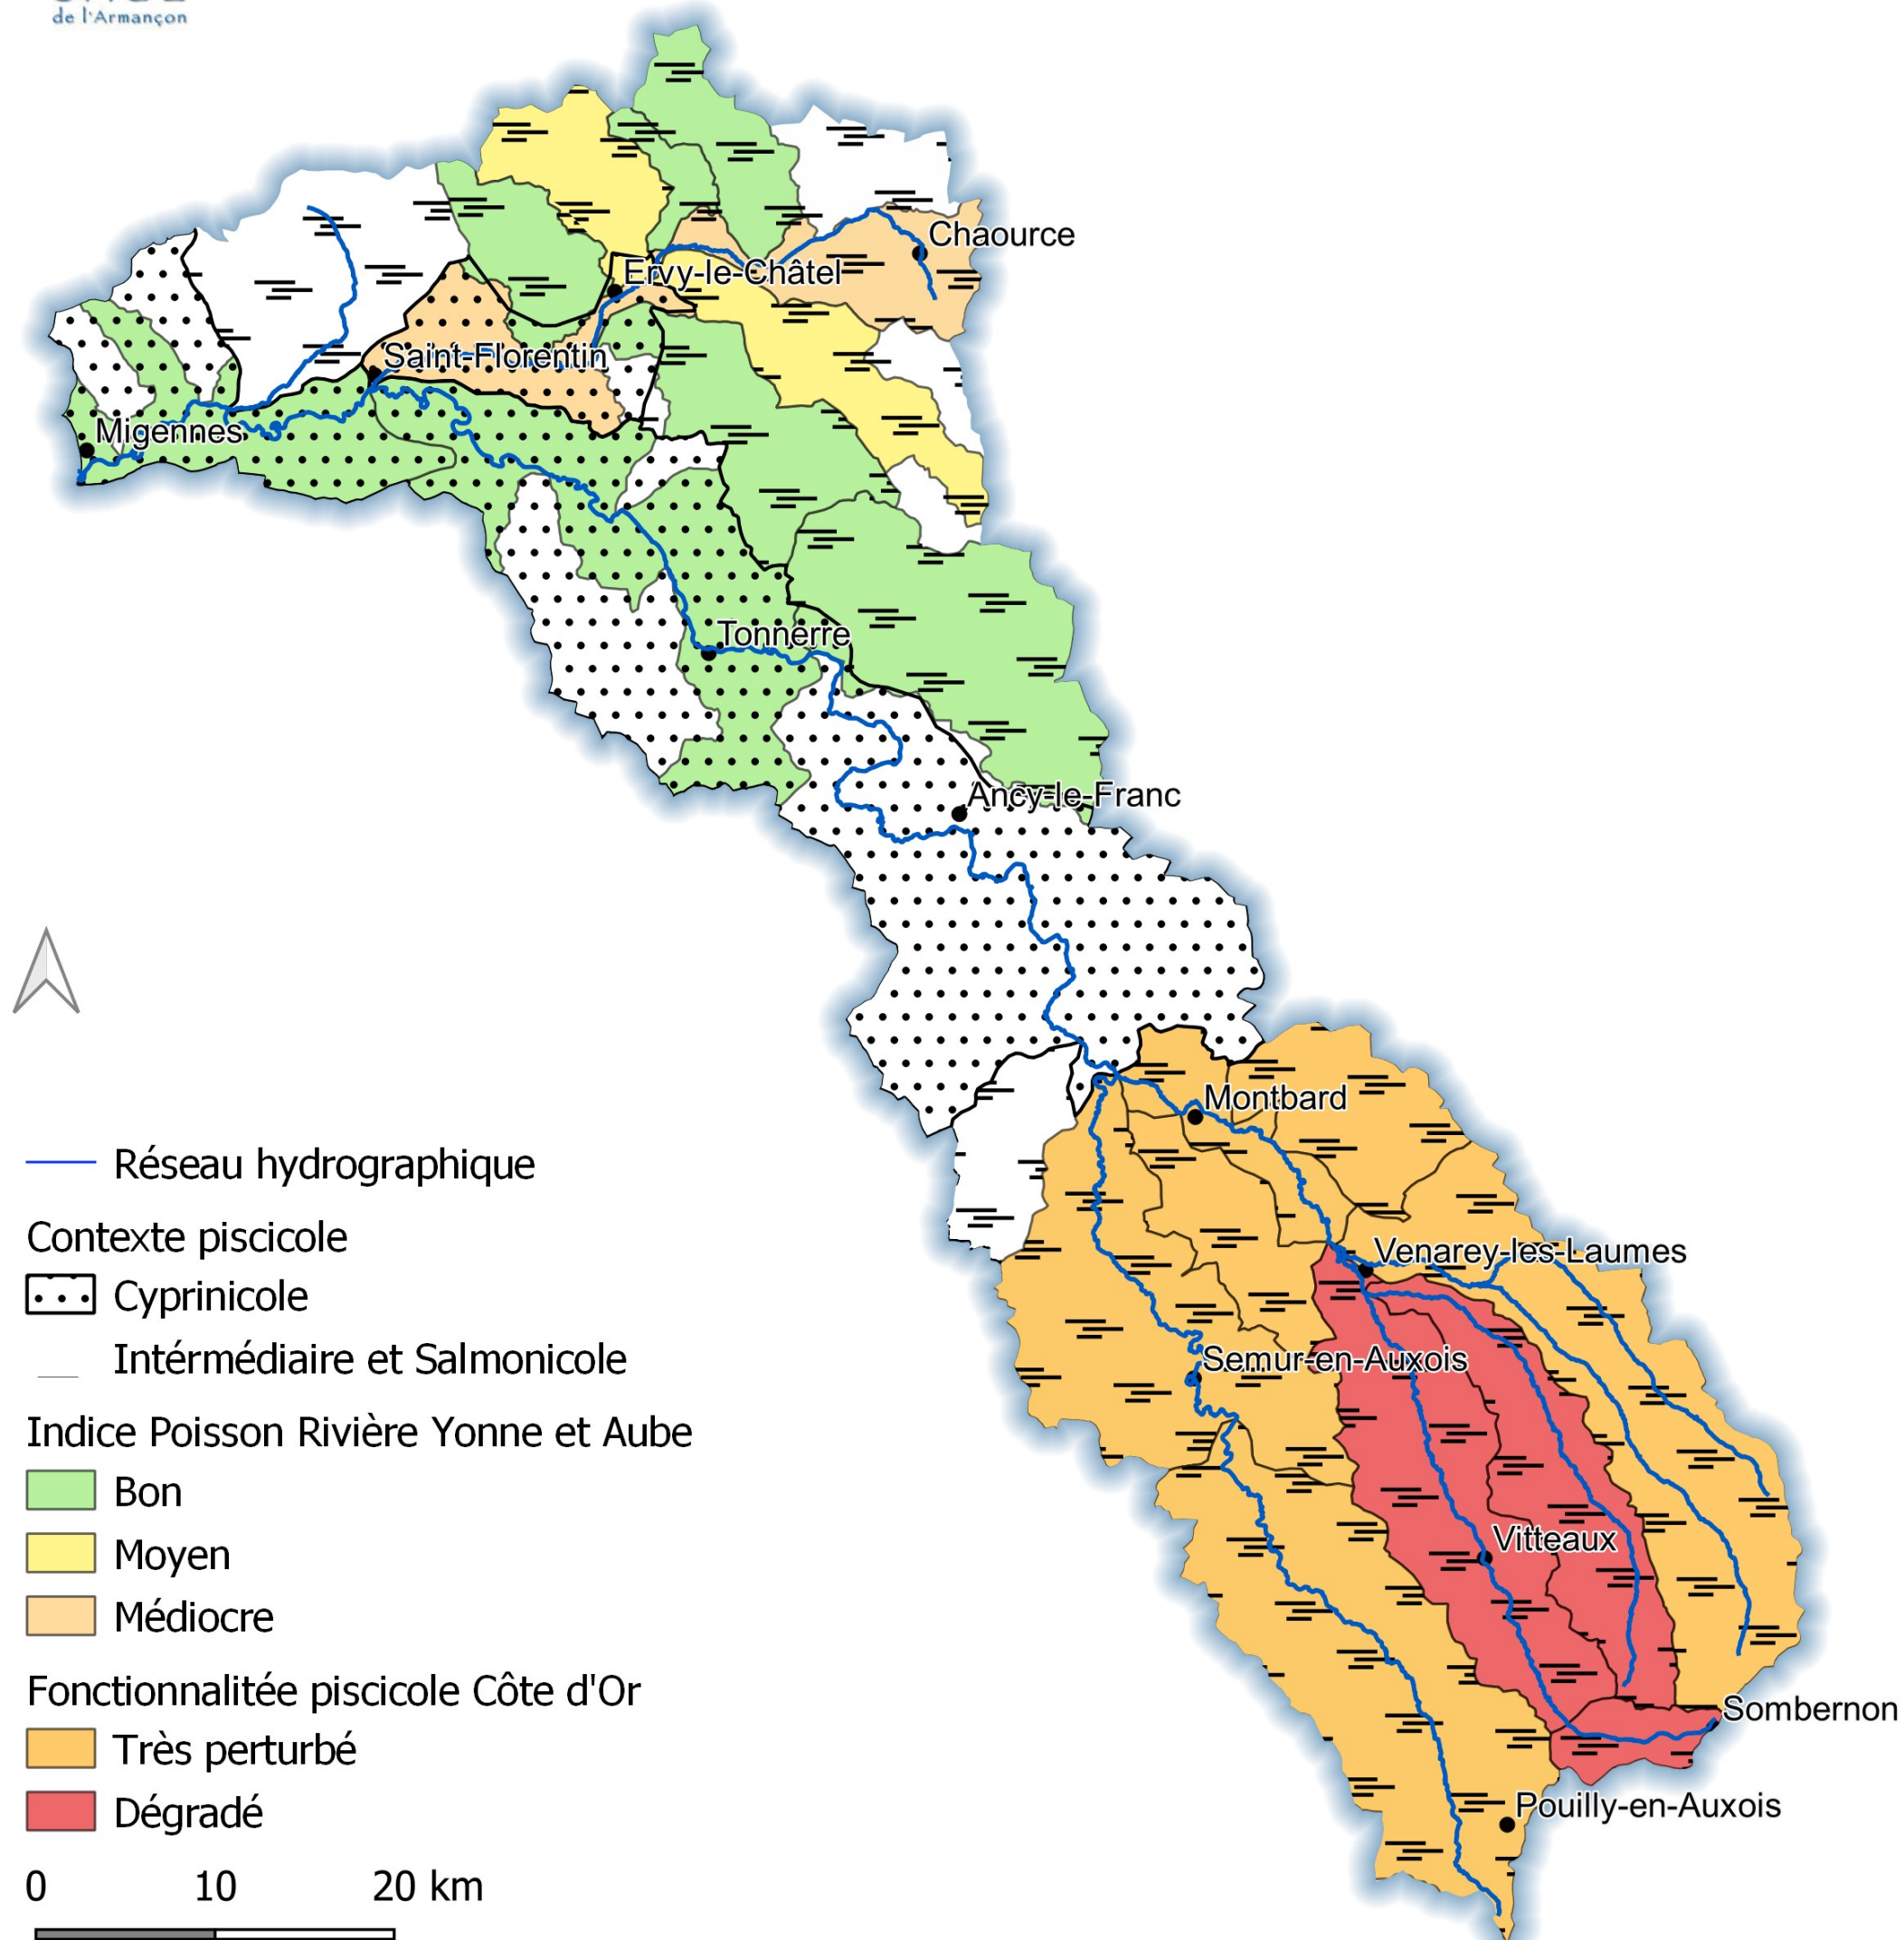 de l'Armançon
Chaource
Ervy-le-Châtel
Saint-Florentin
Migennes
Tonnerre
Ancy-le-Franc
Montbard
Venarey-les-Laumes
Semur-en-Auxois
Vitteaux
Sombernon
Pouilly-en-Auxois
Réseau hydrographique
Contexte piscicole
Cyprinicole
Intérmédiaire et Salmonicole
Indice Poisson Rivière Yonne et Aube
Bon
Moyen
Médiocre
Fonctionnalitée piscicole Côte d'Or
Très perturbé
Dégradé
0 10 20 km